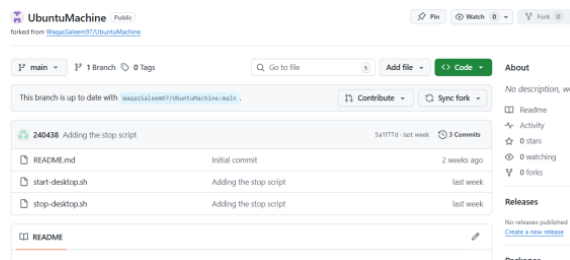 UbuntuMachine Public
Pin
Watch 0
Fork 0
forked from WaqasSaleem97/UbuntuMachine
main
1 Branch
0 Tags
Go to file
t
Add file
Code
About
This branch is up to date with WaqasSaleem97/UbuntuMachine:main .
Contribute
Sync fork
No description, w
240438 Adding the stop script
5a1f77d · last week
3 Commits
README.md Initial commit 2 weeks ago
start-desktop.sh Adding the stop script last week
stop-desktop.sh Adding the stop script last week
README
Readme
Activity
0 stars
0 watching
0 forks
Releases
No releases published
Create a new release